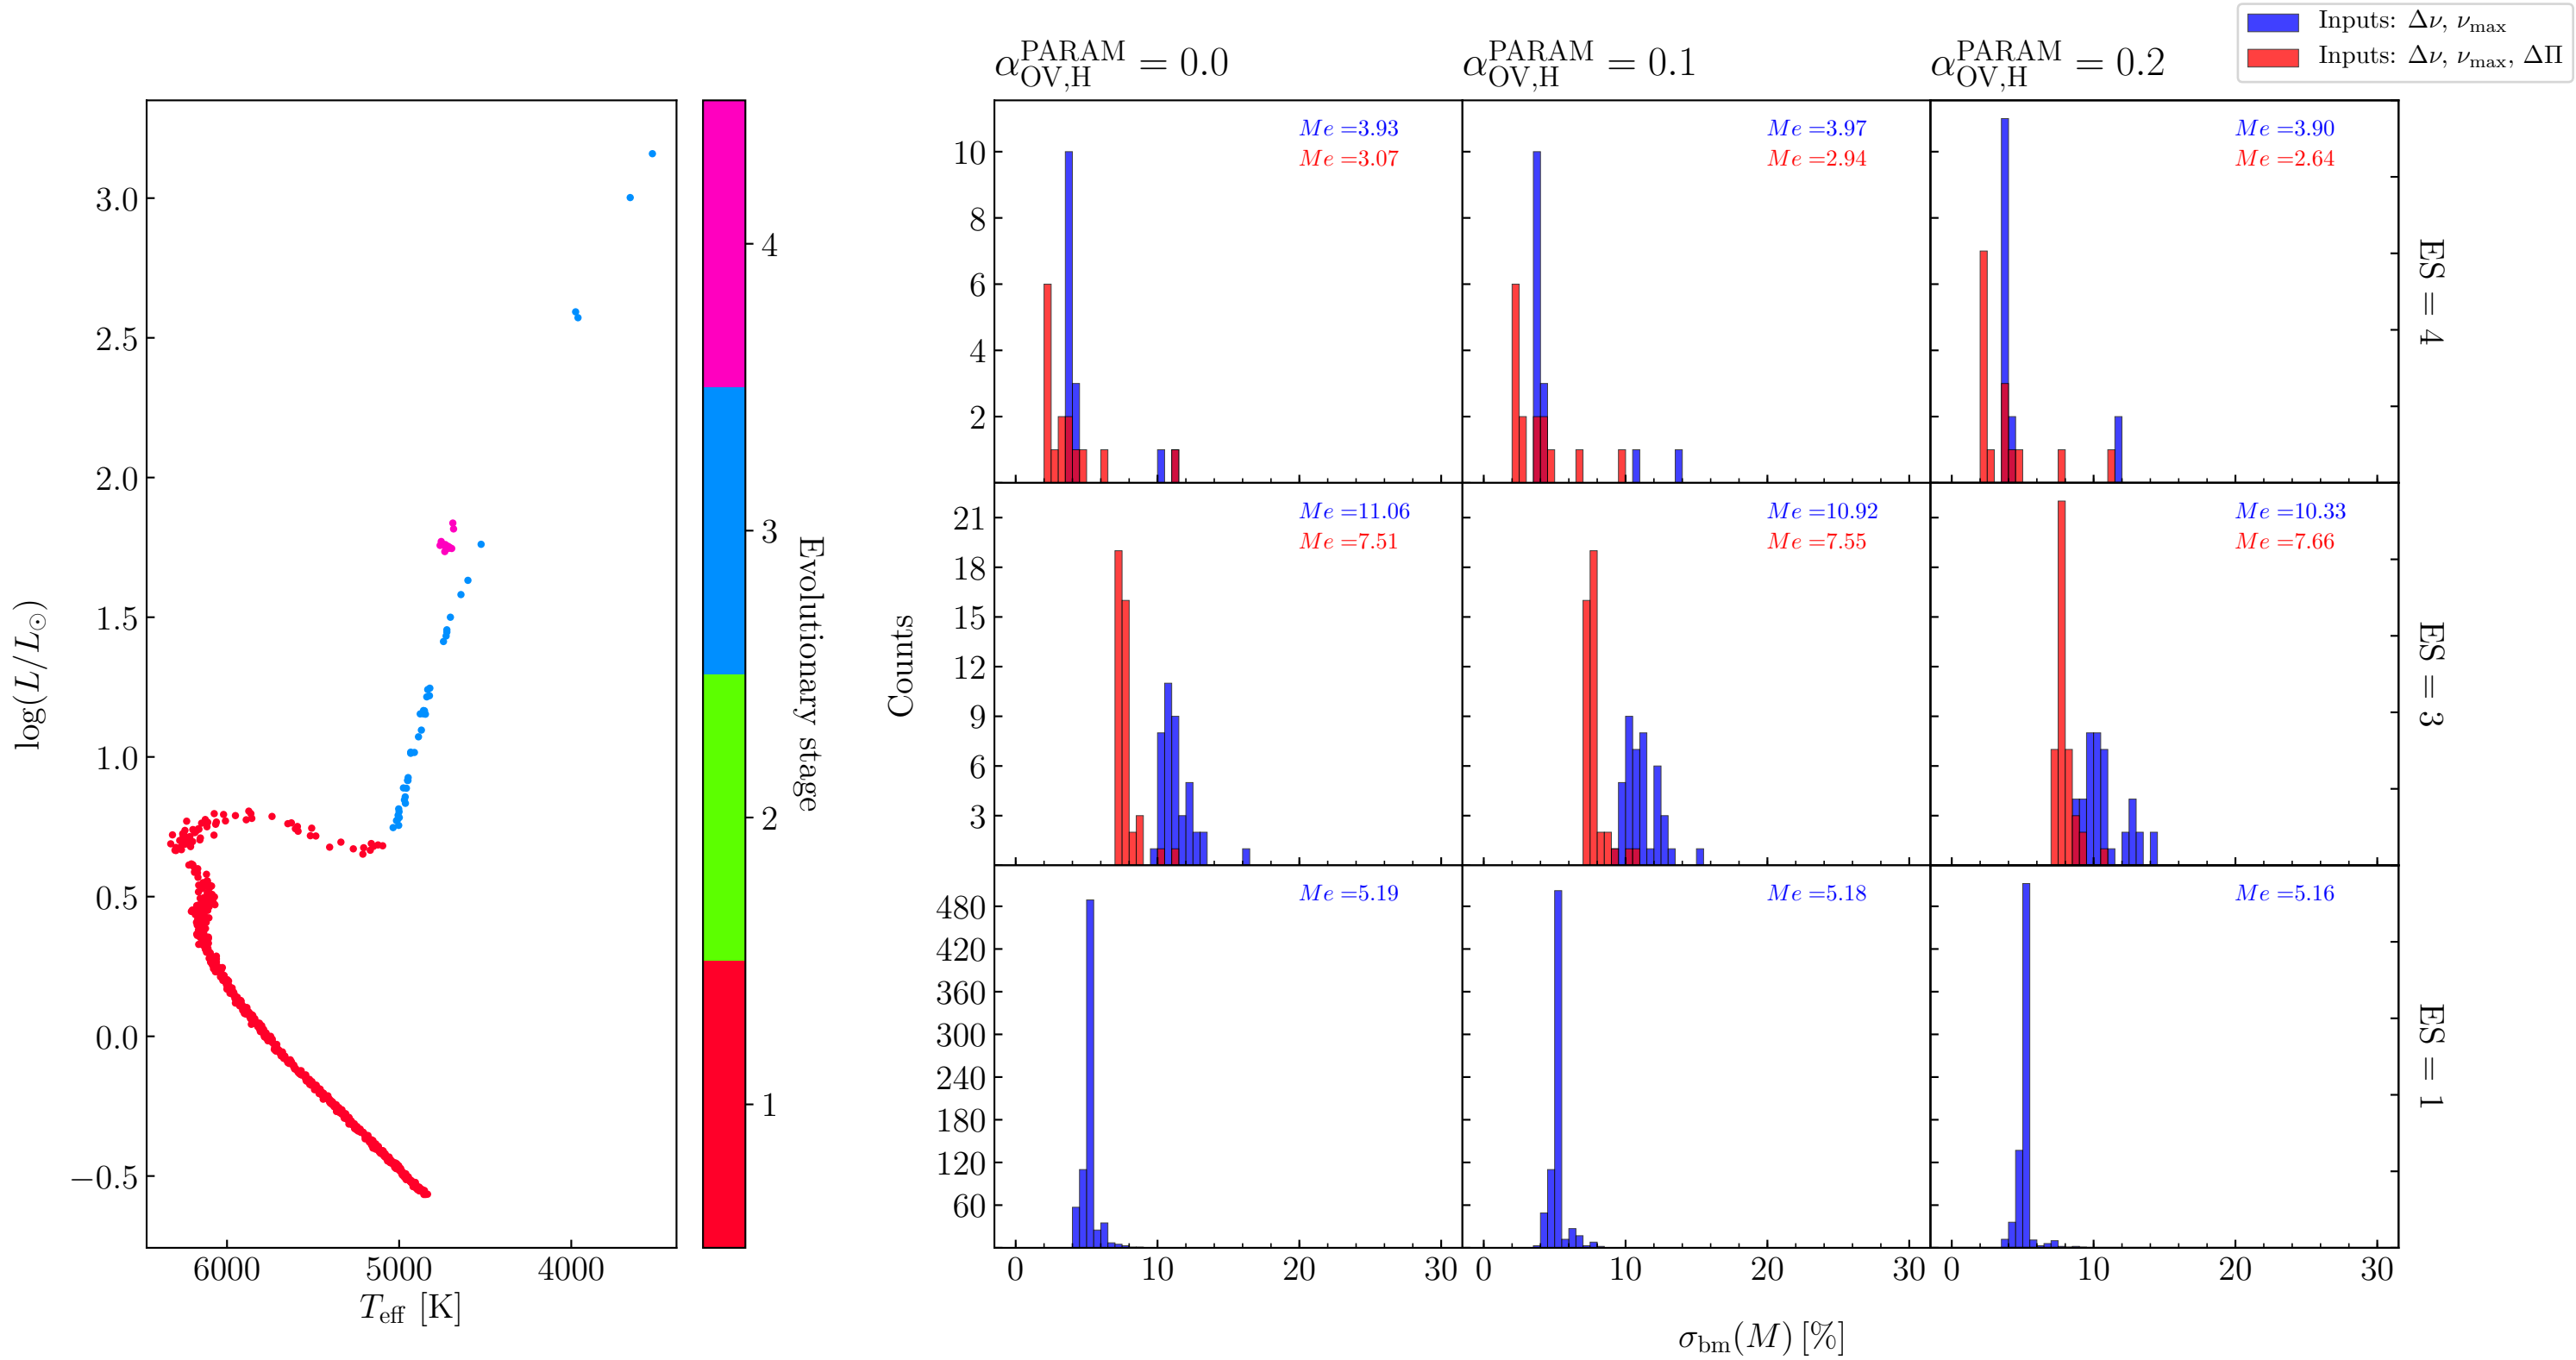 Inputs: Δν, ν_max
Inputs: Δν, ν_max, ΔΠ
α_OV,H^PARAM = 0.0
α_OV,H^PARAM = 0.1
α_OV,H^PARAM = 0.2
log(L/L_⊙)
3.0
2.5
2.0
1.5
1.0
0.5
0.0
−0.5
6000 5000 4000
T_eff [K]
4
3
2
1
Evolutionary stage
Counts
10
8
6
4
2
Me =3.93
Me =3.07
Me =3.97
Me =2.94
Me =3.90
Me =2.64
ES = 4
21
18
15
12
9
6
3
Me =11.06
Me =7.51
Me =10.92
Me =7.55
Me =10.33
Me =7.66
ES = 3
480
420
360
300
240
180
120
60
Me =5.19
Me =5.18
Me =5.16
ES = 1
0 10 20 30
0 10 20 30
0 10 20 30
σ_bm(M) [%]